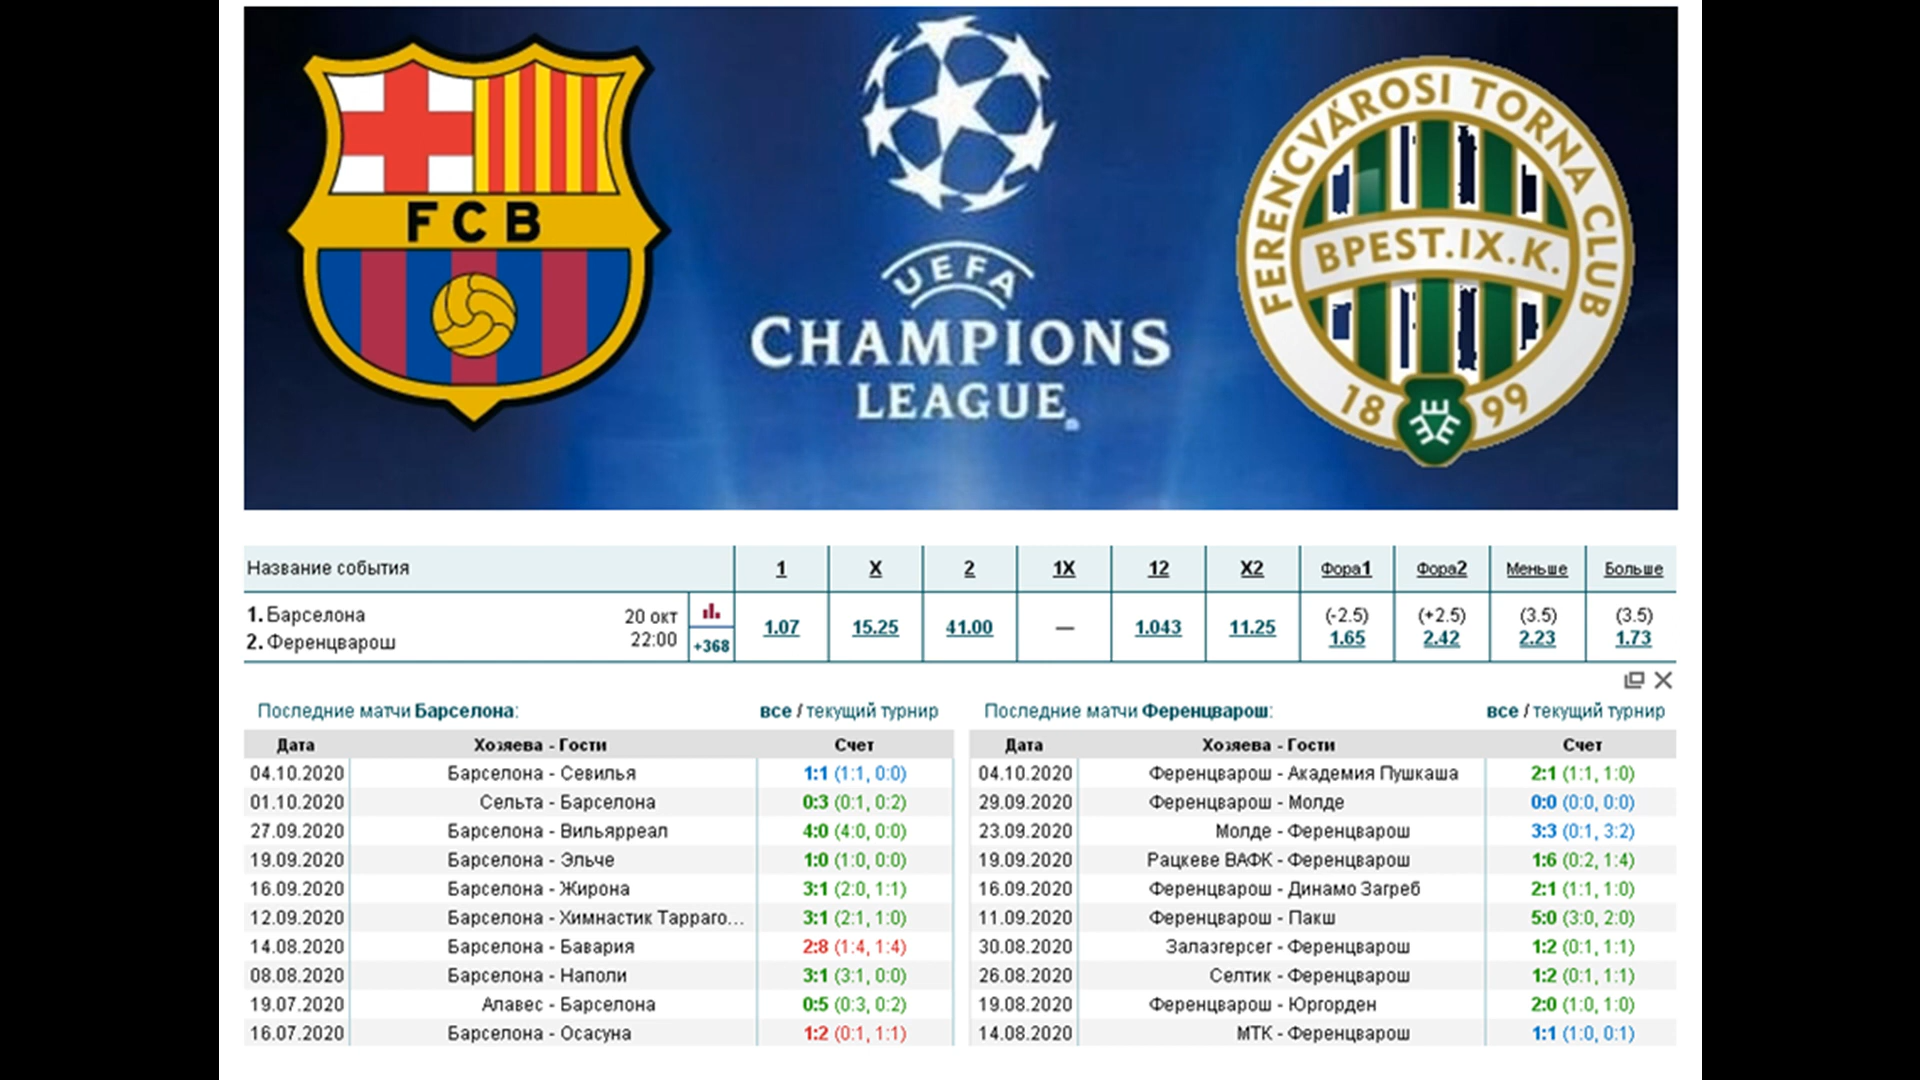 FCB
UEFA
CHAMPIONS
LEAGUE
FERENCVÁROSI TORNA CLUB
BPEST.IX.K.
18 99
Название события 1 X 2 1X 12 X2 Фора1 Фора2 Меньше Больше
1. Барселона 20 окт (-2.5) (+2.5) (3.5) (3.5)
2. Ференцварош 22:00 +368 1.07 15.25 41.00 — 1.043 11.25 1.65 2.42 2.23 1.73
Последние матчи Барселона: все / текущий турнир
Дата Хозяева - Гости Счет
04.10.2020 Барселона - Севилья 1:1 (1:1, 0:0)
01.10.2020 Сельта - Барселона 0:3 (0:1, 0:2)
27.09.2020 Барселона - Вильярреал 4:0 (4:0, 0:0)
19.09.2020 Барселона - Эльче 1:0 (1:0, 0:0)
16.09.2020 Барселона - Жирона 3:1 (2:0, 1:1)
12.09.2020 Барселона - Химнастик Тарраго... 3:1 (2:1, 1:0)
14.08.2020 Барселона - Бавария 2:8 (1:4, 1:4)
08.08.2020 Барселона - Наполи 3:1 (3:1, 0:0)
19.07.2020 Алавес - Барселона 0:5 (0:3, 0:2)
16.07.2020 Барселона - Осасуна 1:2 (0:1, 1:1)
Последние матчи Ференцварош: все / текущий турнир
Дата Хозяева - Гости Счет
04.10.2020 Ференцварош - Академия Пушкаша 2:1 (1:1, 1:0)
29.09.2020 Ференцварош - Молде 0:0 (0:0, 0:0)
23.09.2020 Молде - Ференцварош 3:3 (0:1, 3:2)
19.09.2020 Рацкеве ВАФК - Ференцварош 1:6 (0:2, 1:4)
16.09.2020 Ференцварош - Динамо Загреб 2:1 (1:1, 1:0)
11.09.2020 Ференцварош - Пакш 5:0 (3:0, 2:0)
30.08.2020 Залаэгерсег - Ференцварош 1:2 (0:1, 1:1)
26.08.2020 Селтик - Ференцварош 1:2 (0:1, 1:1)
19.08.2020 Ференцварош - Юргорден 2:0 (1:0, 1:0)
14.08.2020 МТК - Ференцварош 1:1 (1:0, 0:1)